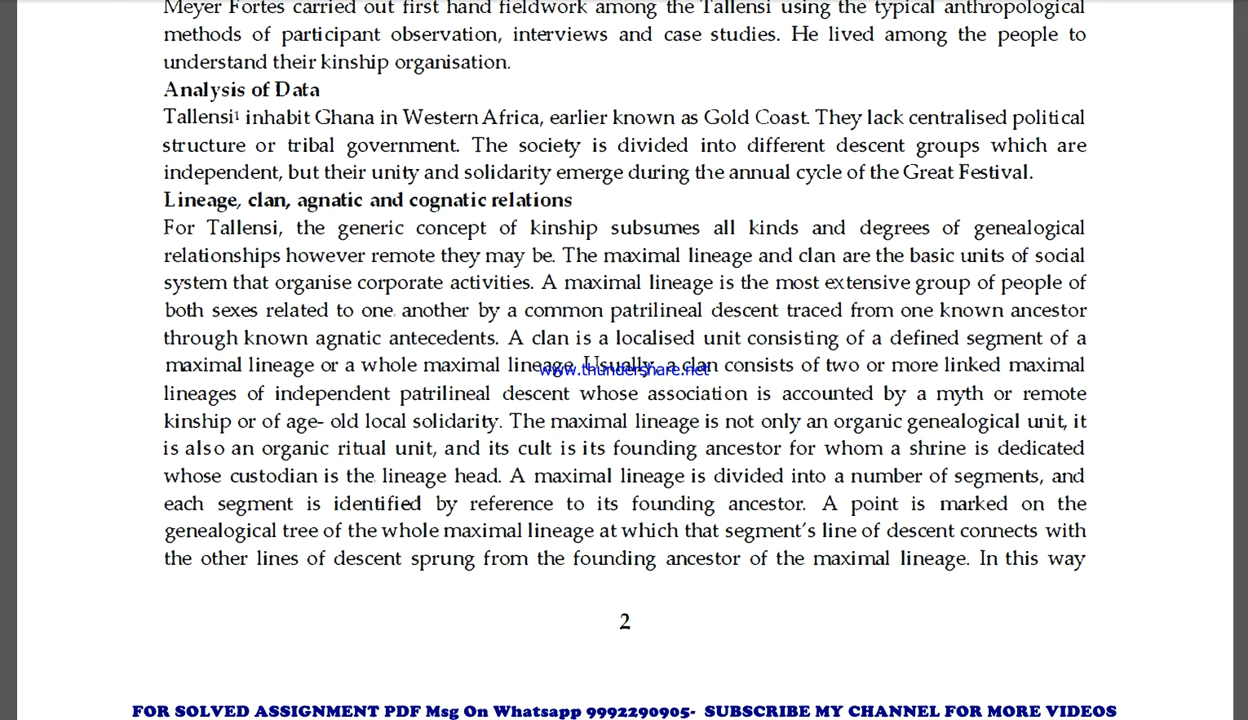 Meyer Fortes carried out first hand fieldwork among the Tallensi using the typical anthropological
methods of participant observation, interviews and case studies. He lived among the people to
understand their kinship organisation.
Analysis of Data
Tallensi¹ inhabit Ghana in Western Africa, earlier known as Gold Coast. They lack centralised political
structure or tribal government. The society is divided into different descent groups which are
independent, but their unity and solidarity emerge during the annual cycle of the Great Festival.
Lineage, clan, agnatic and cognatic relations
For Tallensi, the generic concept of kinship subsumes all kinds and degrees of genealogical
relationships however remote they may be. The maximal lineage and clan are the basic units of social
system that organise corporate activities. A maximal lineage is the most extensive group of people of
both sexes related to one another by a common patrilineal descent traced from one known ancestor
through known agnatic antecedents. A clan is a localised unit consisting of a defined segment of a
maximal lineage or a whole maximal lineage. Usually, a clan consists of two or more linked maximal
www.thundershare.net
lineages of independent patrilineal descent whose association is accounted by a myth or remote
kinship or of age- old local solidarity. The maximal lineage is not only an organic genealogical unit, it
is also an organic ritual unit, and its cult is its founding ancestor for whom a shrine is dedicated
whose custodian is the lineage head. A maximal lineage is divided into a number of segments, and
each segment is identified by reference to its founding ancestor. A point is marked on the
genealogical tree of the whole maximal lineage at which that segment's line of descent connects with
the other lines of descent sprung from the founding ancestor of the maximal lineage. In this way
2
FOR SOLVED ASSIGNMENT PDF Msg On Whatsapp 9992290905- SUBSCRIBE MY CHANNEL FOR MORE VIDEOS